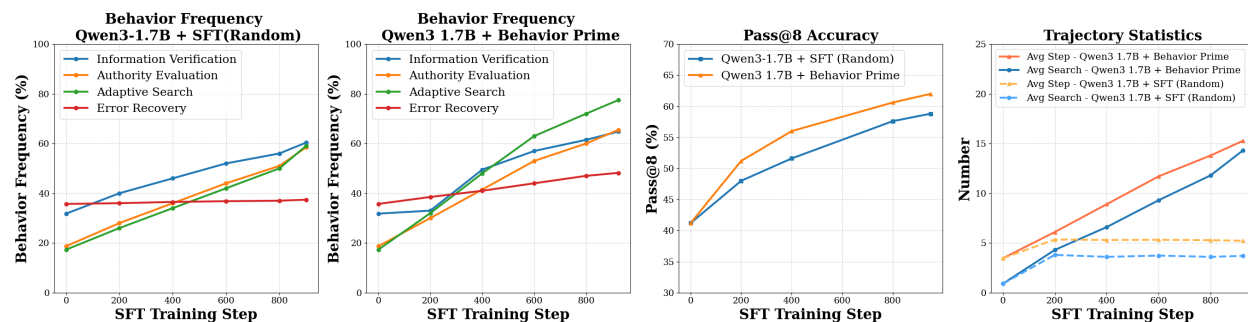 Behavior Frequency
Qwen3-1.7B + SFT(Random)
Behavior Frequency (%)
100
80
60
40
20
0
Information Verification
Authority Evaluation
Adaptive Search
Error Recovery
0 200 400 600 800
SFT Training Step
Behavior Frequency
Qwen3 1.7B + Behavior Prime
Behavior Frequency (%)
100
80
60
40
20
0
Information Verification
Authority Evaluation
Adaptive Search
Error Recovery
0 200 400 600 800
SFT Training Step
Pass@8 Accuracy
Pass@8 (%)
70
65
60
55
50
45
40
35
30
Qwen3-1.7B + SFT (Random)
Qwen3 1.7B + Behavior Prime
0 200 400 600 800
SFT Training Step
Trajectory Statistics
Number
25
20
15
10
5
0
Avg Step - Qwen3 1.7B + Behavior Prime
Avg Search - Qwen3 1.7B + Behavior Prime
Avg Step - Qwen3 1.7B + SFT (Random)
Avg Search - Qwen3 1.7B + SFT (Random)
0 200 400 600 800
SFT Training Step